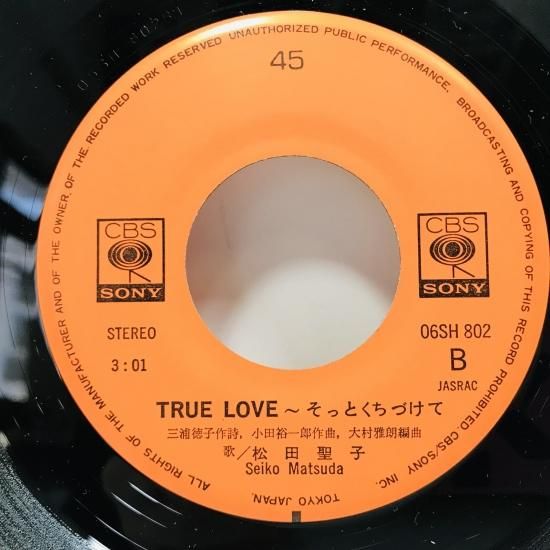 ALL RIGHTS OF THE MANUFACTURER AND OF THE OWNER OF THE RECORDED WORK RESERVED UNAUTHORIZED PUBLIC PERFORMANCE, BROADCASTING AND COPYING OF THIS RECORD PROHIBITED. CBS/SONY INC.
TOKYO JAPAN.
45
CBS
SONY
CBS
SONY
STEREO
3:01
06SH 802
B
JASRAC
TRUE LOVE~そっとくちづけて
三浦徳子作詩, 小田裕一郎作曲, 大村雅朗編曲
歌/松田聖子
Seiko Matsuda